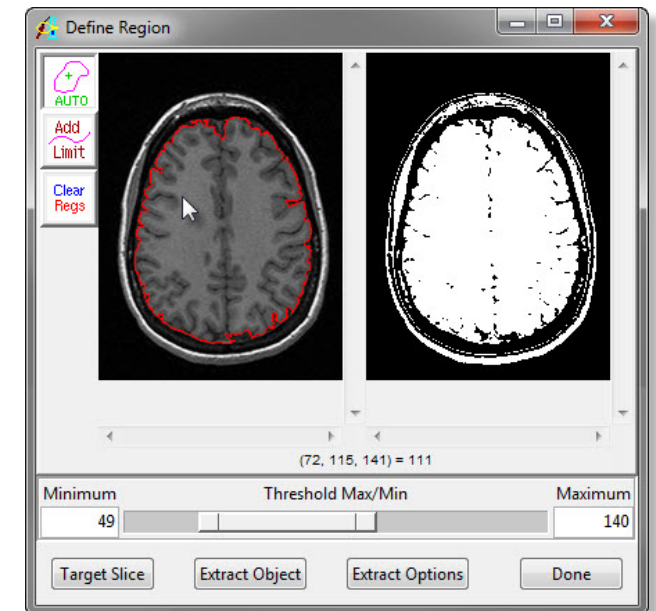 Define Region
AUTO
Add
Limit
Clear
Regs
(72, 115, 141) = 111
Minimum
Threshold Max/Min
Maximum
49
140
Target Slice
Extract Object
Extract Options
Done